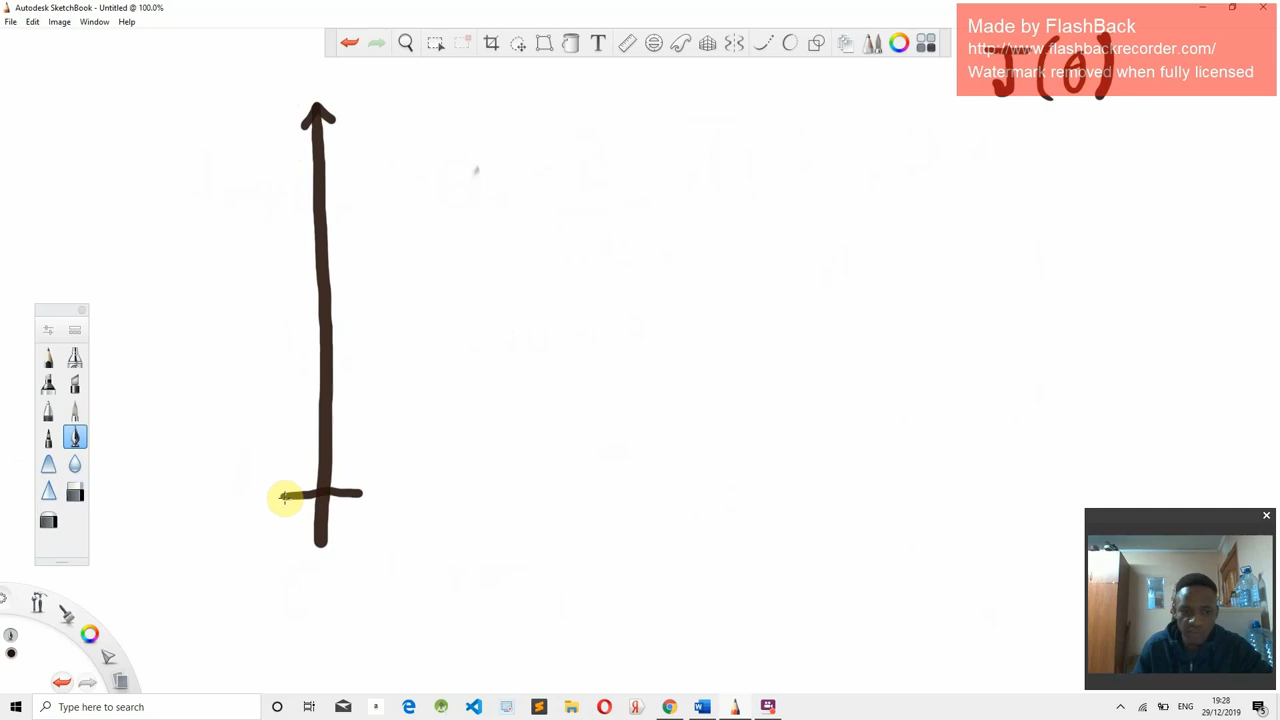 Autodesk SketchBook - Untitled @ 100.0%
File Edit Image Window Help
T
Made by FlashBack
http://www.flashbackrecorder.com/
Watermark removed when fully licensed
J(θ)
a
Я
Type here to search
ENG
19:28
29/12/2019
5